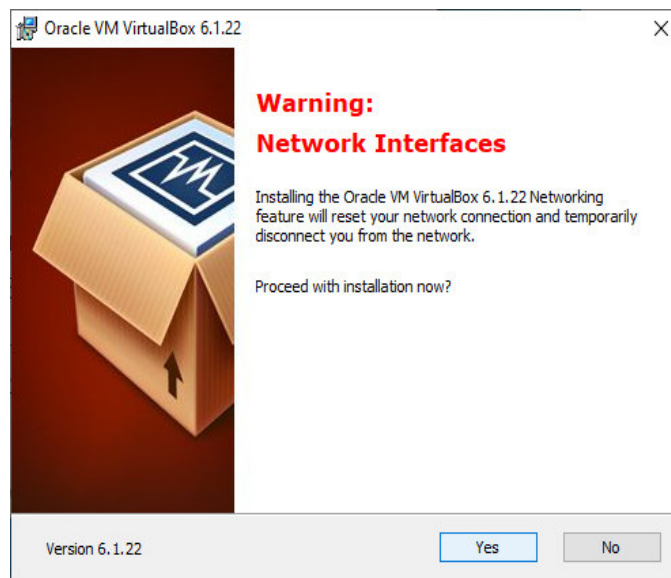 Oracle VM VirtualBox 6.1.22
Warning:
Network Interfaces
Installing the Oracle VM VirtualBox 6.1.22 Networking
feature will reset your network connection and temporarily
disconnect you from the network.
Proceed with installation now?
Version 6.1.22
Yes
No